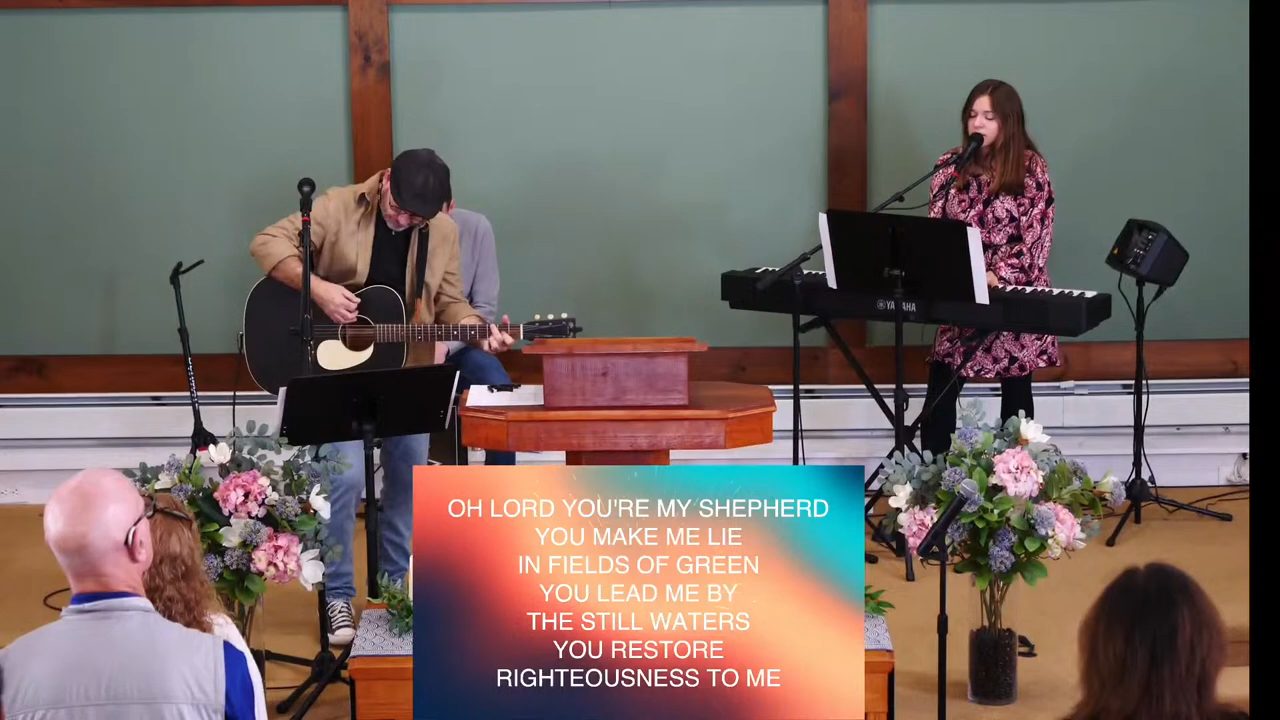 YAMAHA
OH LORD YOU'RE MY SHEPHERD
YOU MAKE ME LIE
IN FIELDS OF GREEN
YOU LEAD ME BY
THE STILL WATERS
YOU RESTORE
RIGHTEOUSNESS TO ME